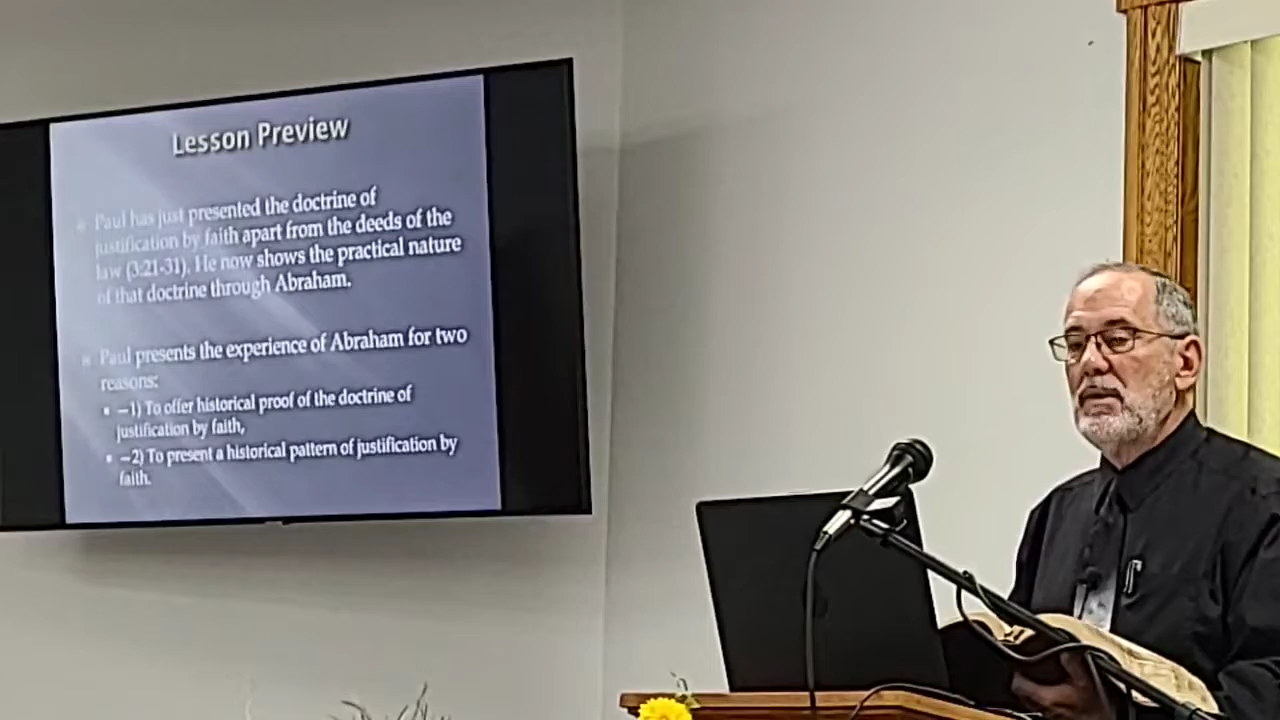 Lesson Preview
Paul has just presented the doctrine of
justification by faith apart from the deeds of the
law (3:21-31). He now shows the practical nature
of that doctrine through Abraham.
Paul presents the experience of Abraham for two
reasons:
–1) To offer historical proof of the doctrine of
justification by faith,
–2) To present a historical pattern of justification by
faith.